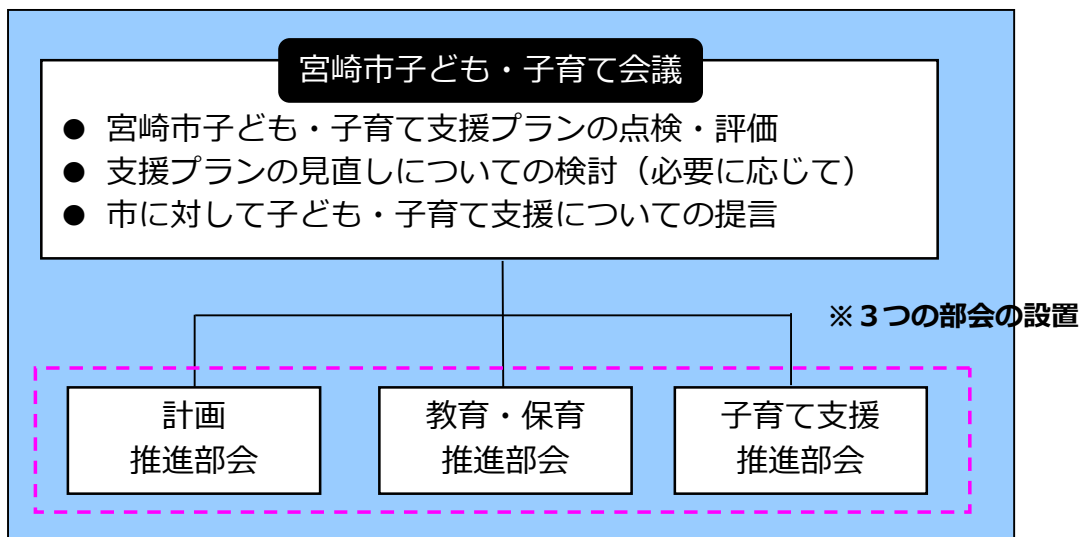 宮崎市子ども・子育て会議
● 宮崎市子ども・子育て支援プランの点検・評価
● 支援プランの見直しについての検討（必要に応じて）
● 市に対して子ども・子育て支援についての提言
※３つの部会の設置
計画
推進部会
教育・保育
推進部会
子育て支援
推進部会